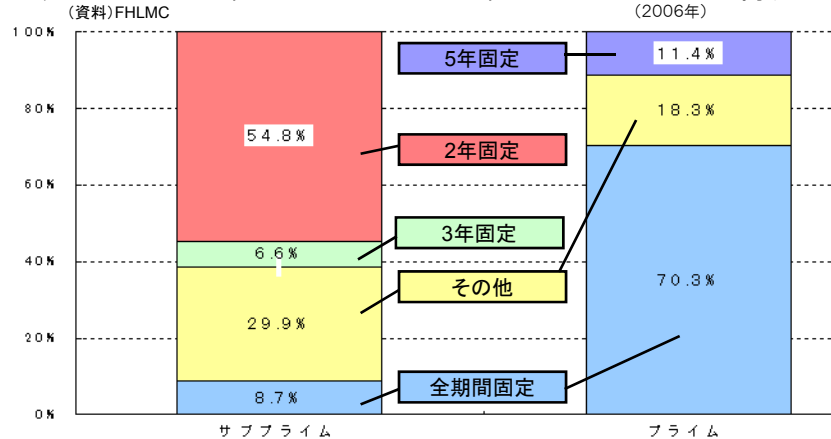 (資料)FHLMC
(2006年)
100%
80%
60%
40%
20%
0%
5年固定
2年固定
3年固定
その他
全期間固定
54.8%
6.6%
29.9%
8.7%
11.4%
18.3%
70.3%
サブプライム
プライム